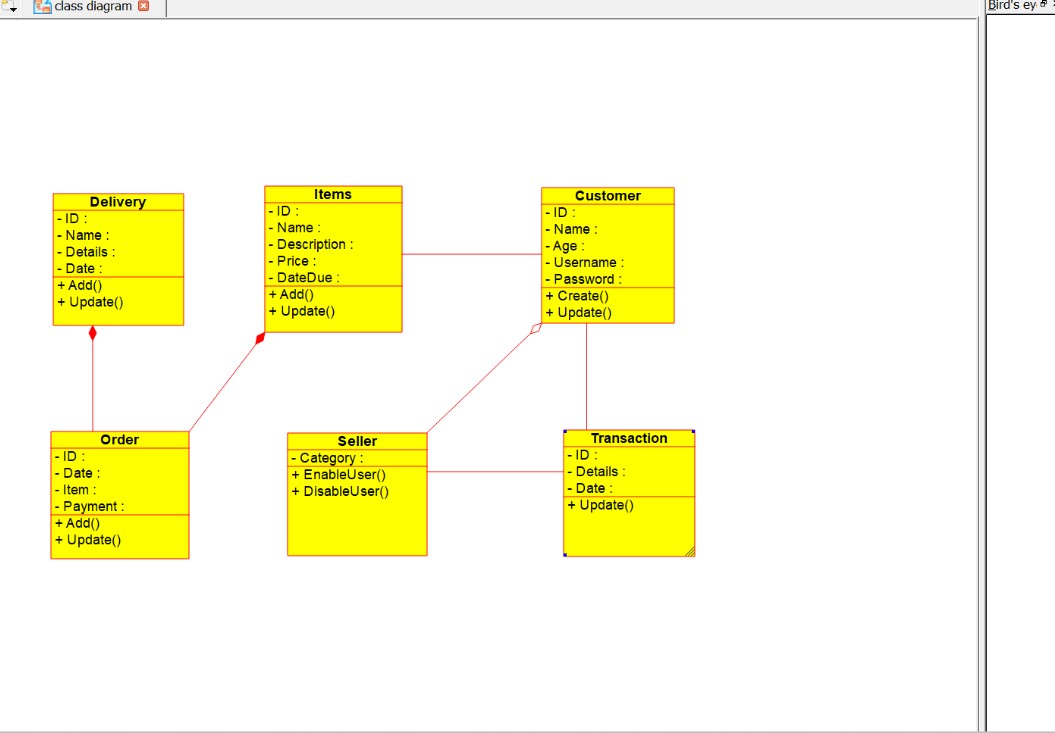 class diagram
Bird's ey
Delivery
- ID :
- Name :
- Details :
- Date :
+ Add()
+ Update()
Items
- ID :
- Name :
- Description :
- Price :
- DateDue :
+ Add()
+ Update()
Customer
- ID :
- Name :
- Age :
- Username :
- Password :
+ Create()
+ Update()
Order
- ID :
- Date :
- Item :
- Payment :
+ Add()
+ Update()
Seller
- Category :
+ EnableUser()
+ DisableUser()
Transaction
- ID :
- Details :
- Date :
+ Update()